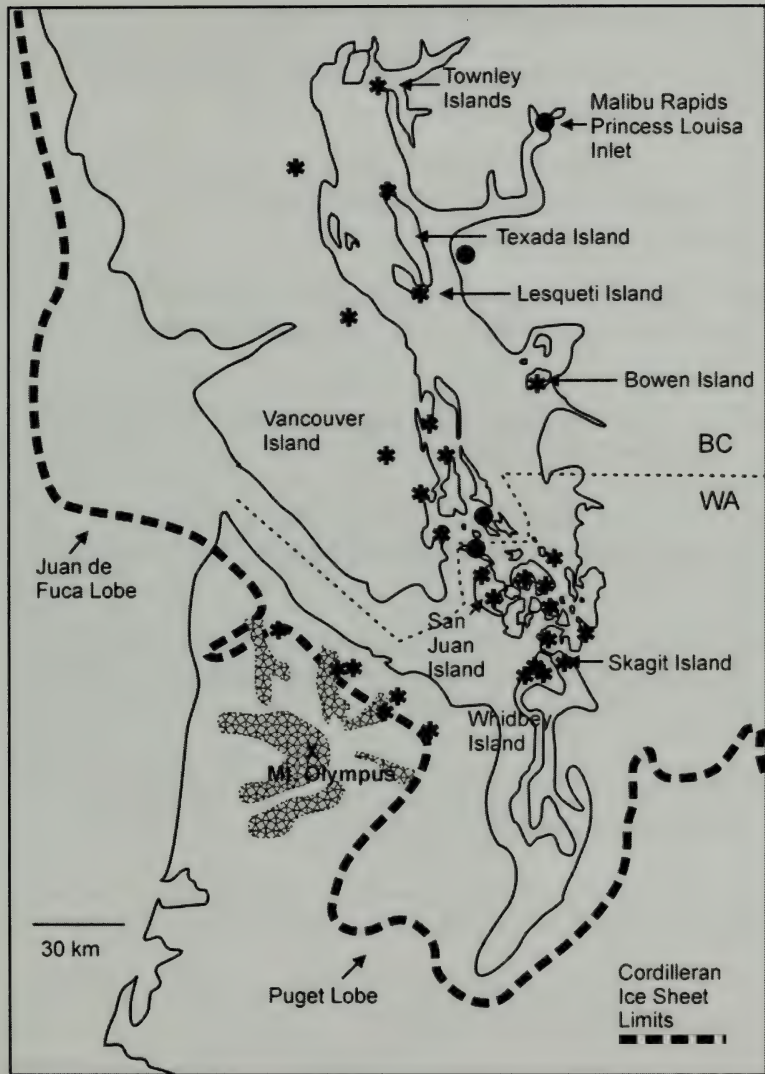 Townley
Islands
Malibu Rapids
Princess Louisa
Inlet
Texada Island
Lesqueti Island
Bowen Island
Vancouver
Island
BC
WA
Juan de
Fuca Lobe
San
Juan
Island
Skagit Island
Whidbey
Island
X
Mt. Olympus
30 km
Puget Lobe
Cordilleran
Ice Sheet
Limits